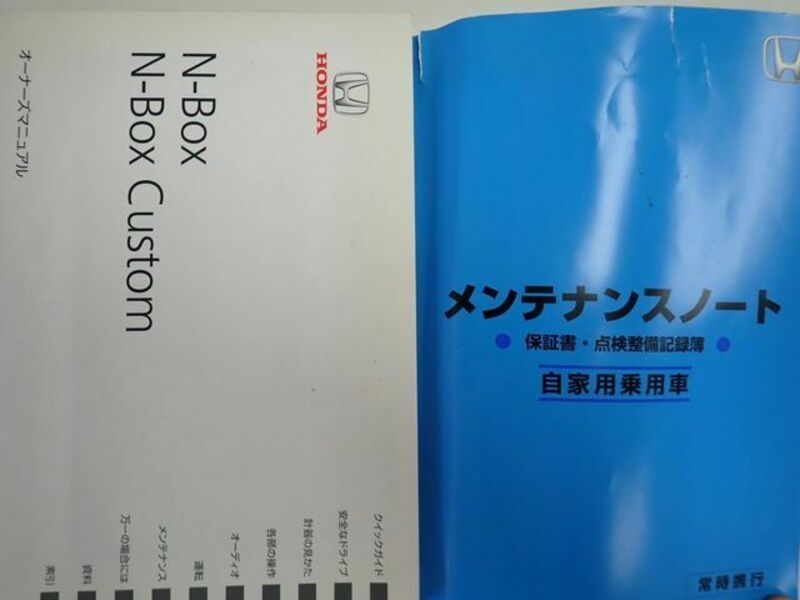 HONDA
N-Box
N-Box Custom
オーナーズマニュアル
クイックガイド
安全なドライブ
計器の見かた
各部の操作
オーディオ
運転
メンテナンス
万一の場合には
資料
索引
メンテナンスノート
保証書・点検整備記録簿
自家用乗用車
常時携行